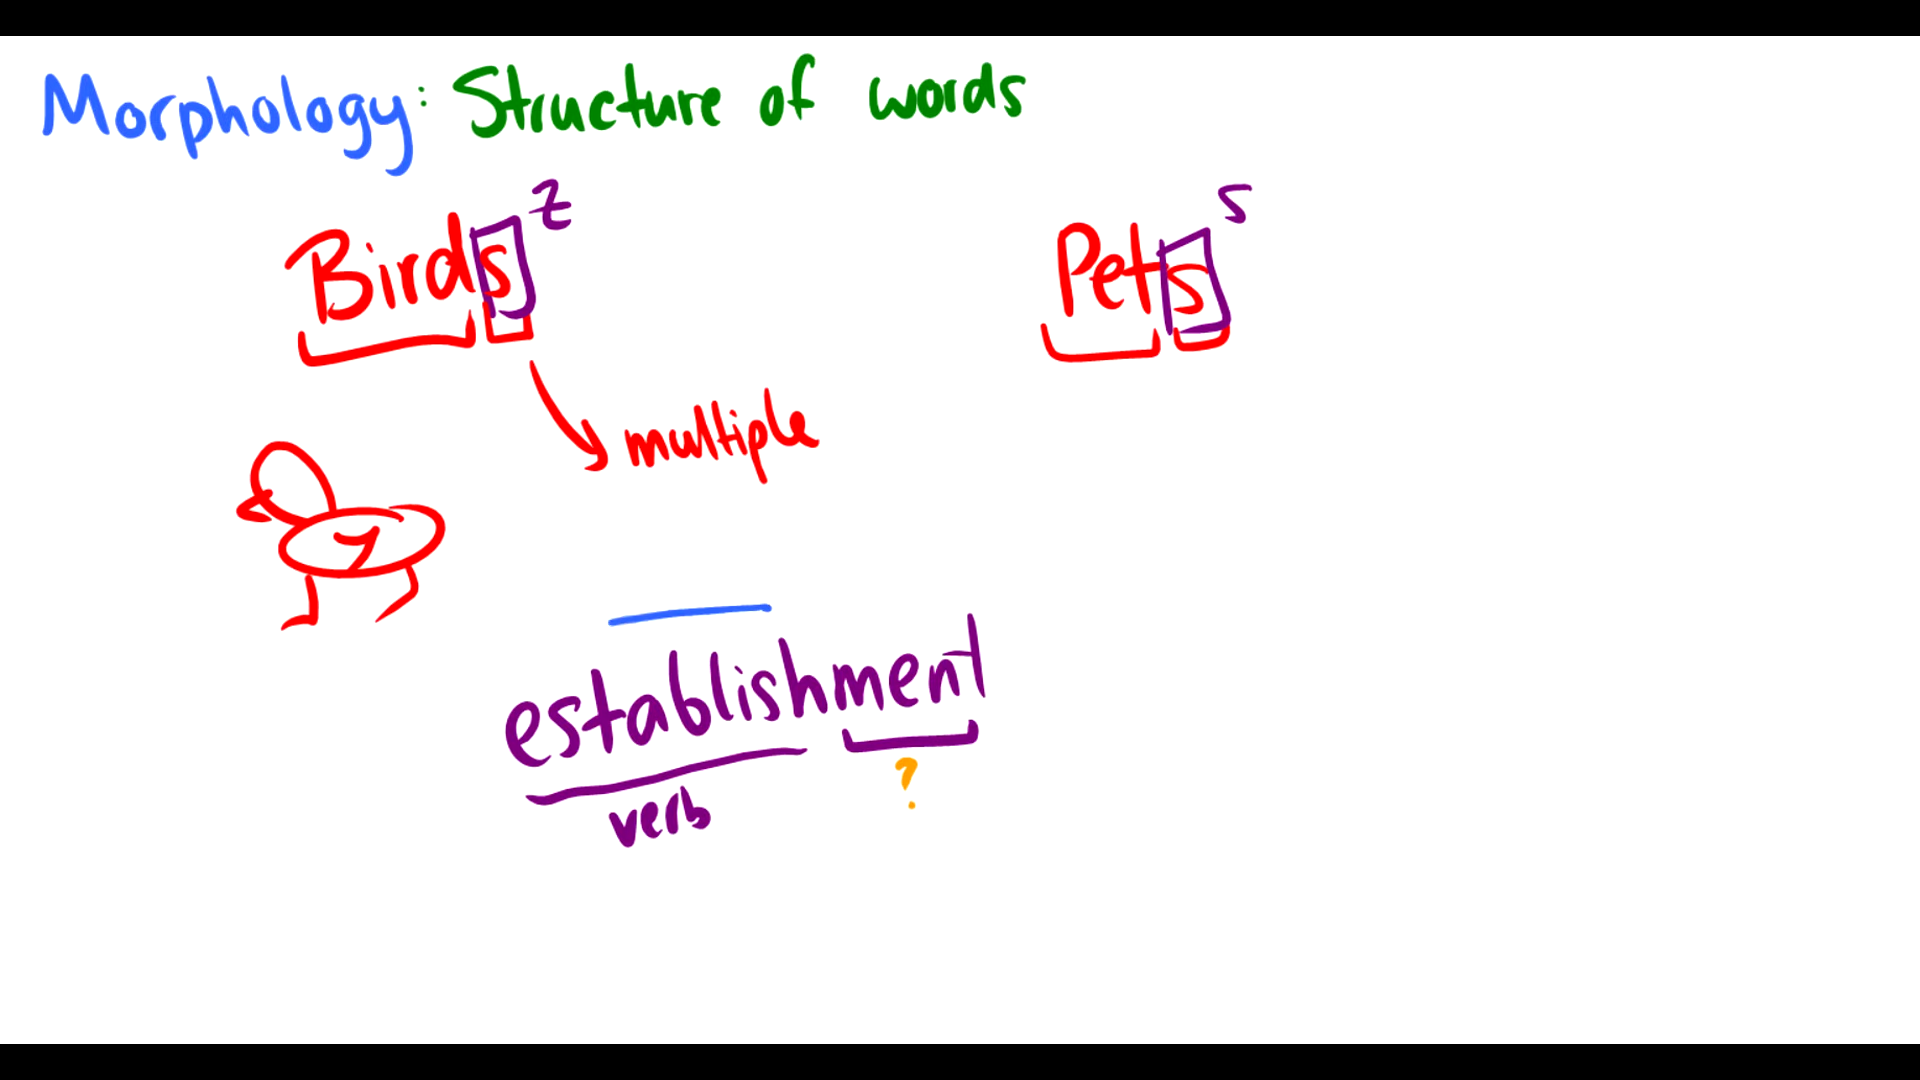 Morphology: Structure of words
Birds z
Pets s
multiple
establishment
?
verb